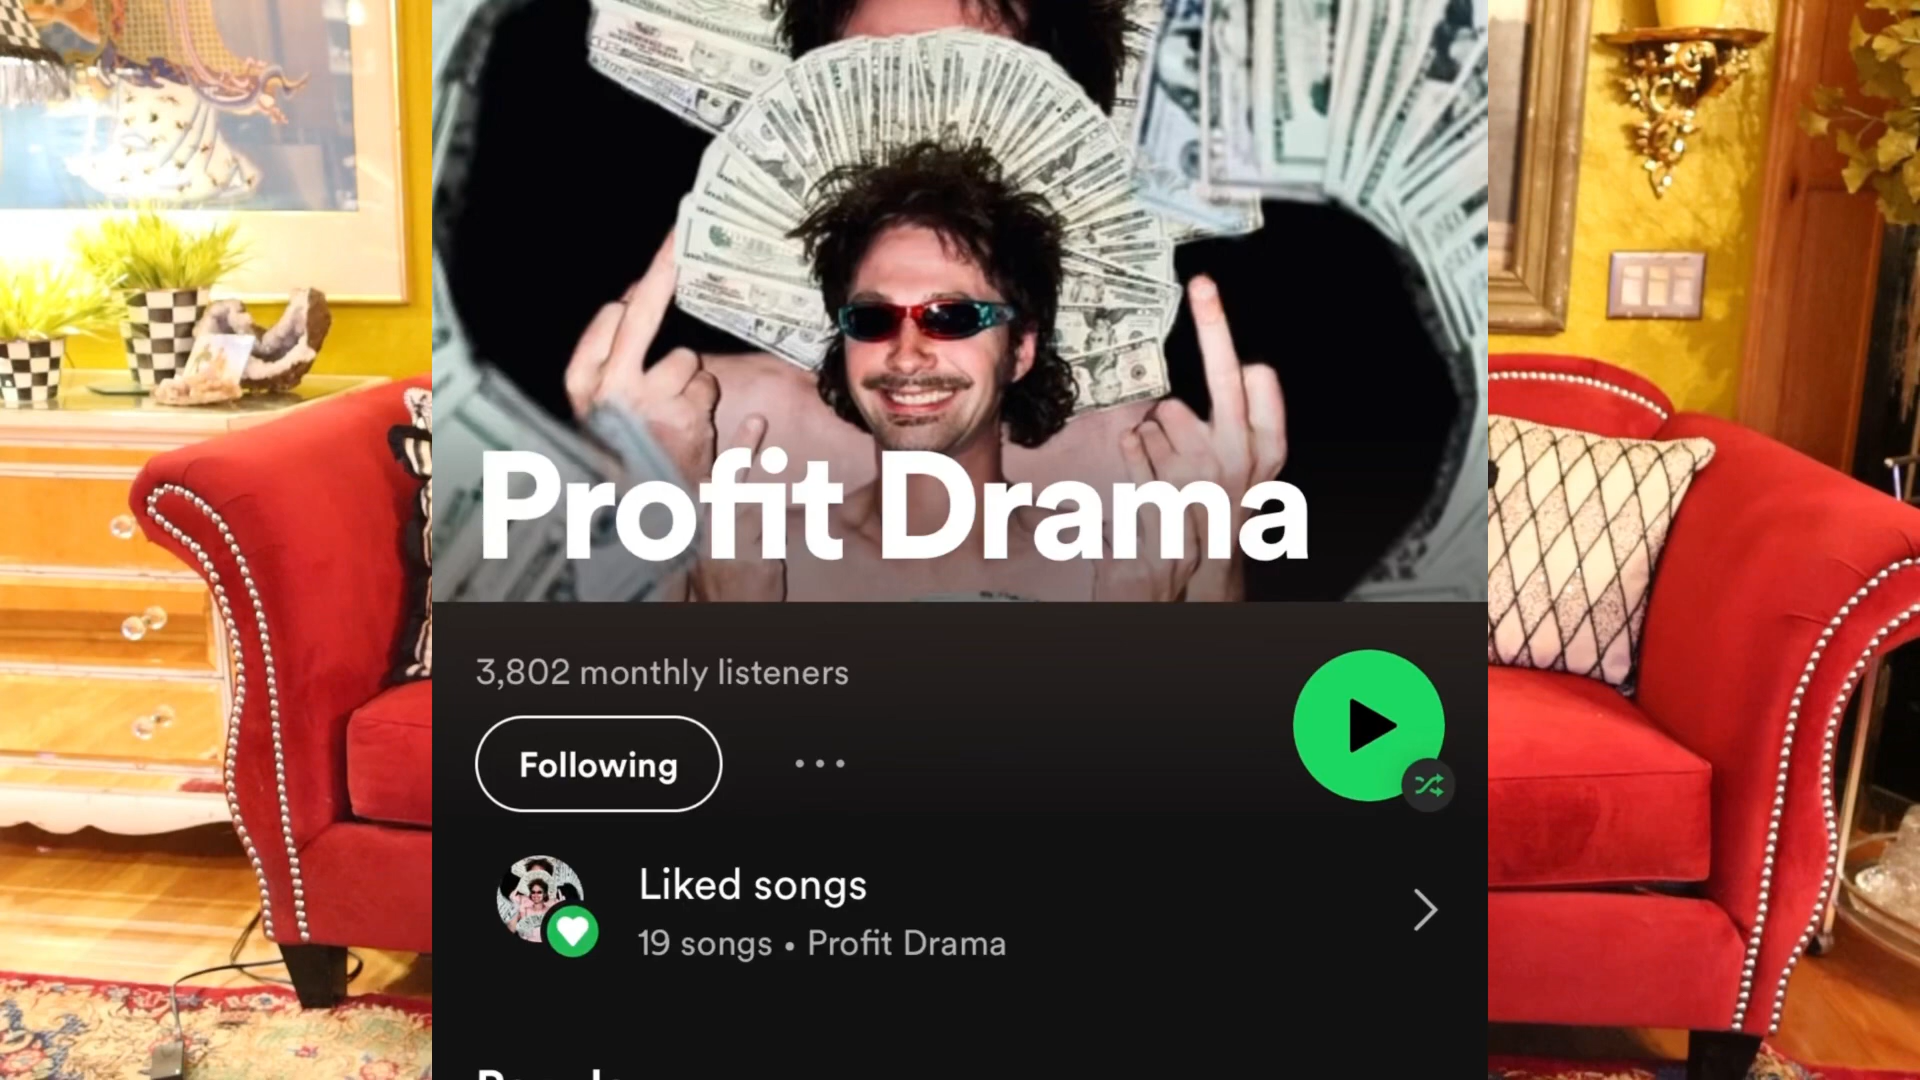 Profit Drama
3,802 monthly listeners
Following
Liked songs
19 songs • Profit Drama